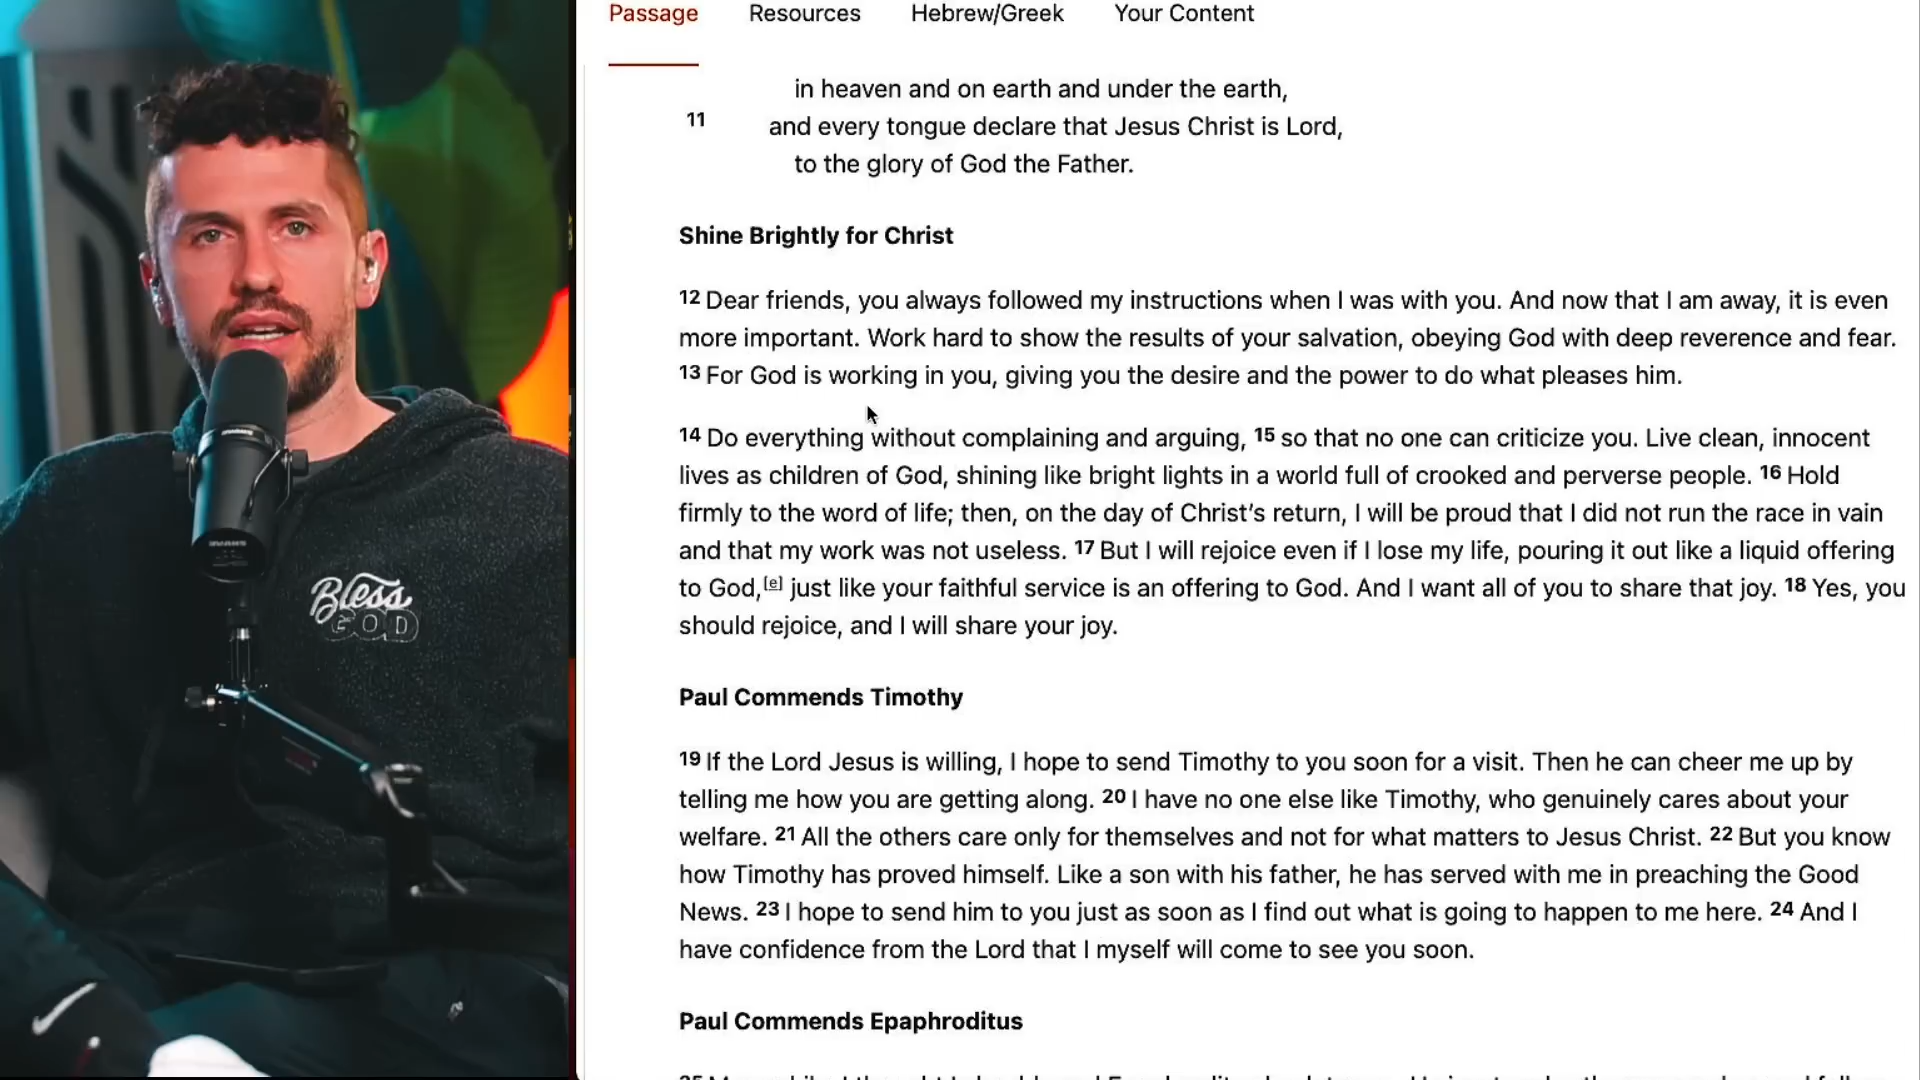 Passage Resources Hebrew/Greek Your Content
in heaven and on earth and under the earth,
11 and every tongue declare that Jesus Christ is Lord,
to the glory of God the Father.
Shine Brightly for Christ
12 Dear friends, you always followed my instructions when I was with you. And now that I am away, it is even
more important. Work hard to show the results of your salvation, obeying God with deep reverence and fear.
13 For God is working in you, giving you the desire and the power to do what pleases him.
14 Do everything without complaining and arguing, 15 so that no one can criticize you. Live clean, innocent
lives as children of God, shining like bright lights in a world full of crooked and perverse people. 16 Hold
firmly to the word of life; then, on the day of Christ’s return, I will be proud that I did not run the race in vain
and that my work was not useless. 17 But I will rejoice even if I lose my life, pouring it out like a liquid offering
to God,[e] just like your faithful service is an offering to God. And I want all of you to share that joy. 18 Yes, you
should rejoice, and I will share your joy.
Paul Commends Timothy
19 If the Lord Jesus is willing, I hope to send Timothy to you soon for a visit. Then he can cheer me up by
telling me how you are getting along. 20 I have no one else like Timothy, who genuinely cares about your
welfare. 21 All the others care only for themselves and not for what matters to Jesus Christ. 22 But you know
how Timothy has proved himself. Like a son with his father, he has served with me in preaching the Good
News. 23 I hope to send him to you just as soon as I find out what is going to happen to me here. 24 And I
have confidence from the Lord that I myself will come to see you soon.
Paul Commends Epaphroditus
Bless
GOD